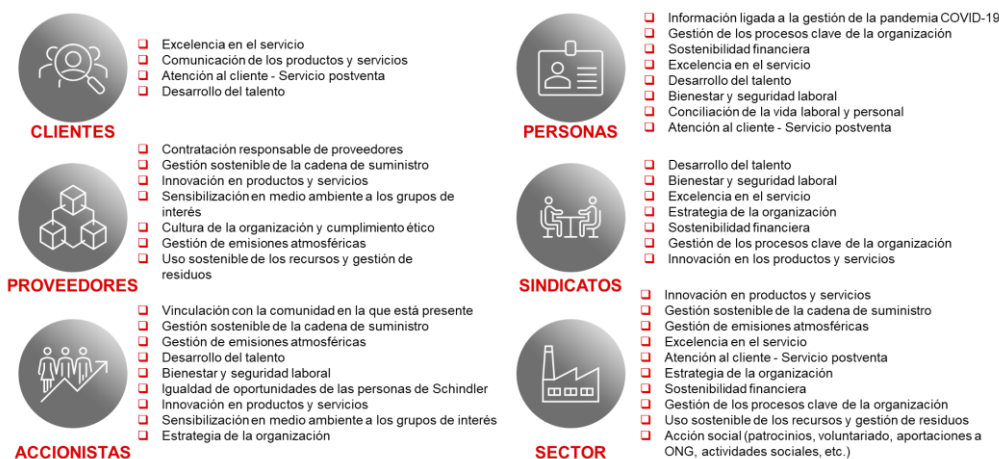 Excelencia en el servicio
Comunicación de los productos y servicios
Atención al cliente - Servicio postventa
Desarrollo del talento
CLIENTES
Información ligada a la gestión de la pandemia COVID-19
Gestión de los procesos clave de la organización
Sostenibilidad financiera
Excelencia en el servicio
Desarrollo del talento
Bienestar y seguridad laboral
Conciliación de la vida laboral y personal
Atención al cliente - Servicio postventa
PERSONAS
Contratación responsable de proveedores
Gestión sostenible de la cadena de suministro
Innovación en productos y servicios
Sensibilización en medio ambiente a los grupos de
interés
Cultura de la organización y cumplimiento ético
Gestión de emisiones atmosféricas
Uso sostenible de los recursos y gestión de
residuos
PROVEEDORES
Desarrollo del talento
Bienestar y seguridad laboral
Excelencia en el servicio
Estrategia de la organización
Sostenibilidad financiera
Gestión de los procesos clave de la organización
Innovación en los productos y servicios
SINDICATOS
Vinculación con la comunidad en la que está presente
Gestión sostenible de la cadena de suministro
Gestión de emisiones atmosféricas
Desarrollo del talento
Bienestar y seguridad laboral
Igualdad de oportunidades de las personas de Schindler
Innovación en productos y servicios
Sensibilización en medio ambiente a los grupos de interés
Estrategia de la organización
ACCIONISTAS
Innovación en productos y servicios
Gestión sostenible de la cadena de suministro
Gestión de emisiones atmosféricas
Excelencia en el servicio
Atención al cliente - Servicio postventa
Estrategia de la organización
Sostenibilidad financiera
Gestión de los procesos clave de la organización
Uso sostenible de los recursos y gestión de residuos
Acción social (patrocinios, voluntariado, aportaciones a
ONG, actividades sociales, etc.)
SECTOR